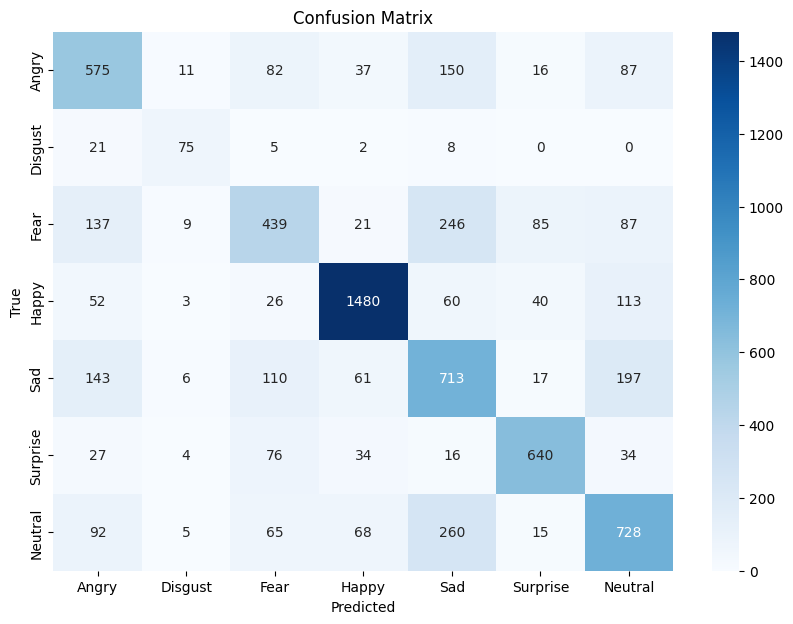 Confusion Matrix
Angry 575 11 82 37 150 16 87
Disgust 21 75 5 2 8 0 0
Fear 137 9 439 21 246 85 87
Happy 52 3 26 1480 60 40 113
Sad 143 6 110 61 713 17 197
Surprise 27 4 76 34 16 640 34
Neutral 92 5 65 68 260 15 728
True
Angry Disgust Fear Happy Sad Surprise Neutral
Predicted
1400
1200
1000
800
600
400
200
0